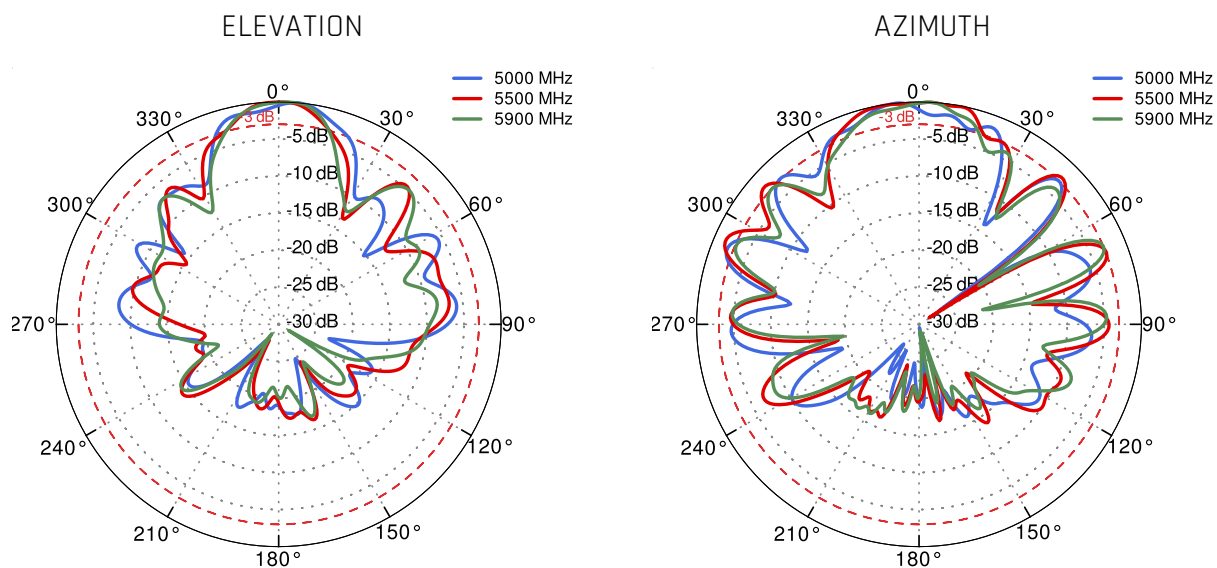 ELEVATION
5000 MHz
5500 MHz
5900 MHz
0°
330°
30°
300°
60°
270°
90°
240°
120°
210°
150°
180°
-3 dB
-5 dB
-10 dB
-15 dB
-20 dB
-25 dB
-30 dB
AZIMUTH
5000 MHz
5500 MHz
5900 MHz
0°
330°
30°
300°
60°
270°
90°
240°
120°
210°
150°
180°
-3 dB
-5 dB
-10 dB
-15 dB
-20 dB
-25 dB
-30 dB